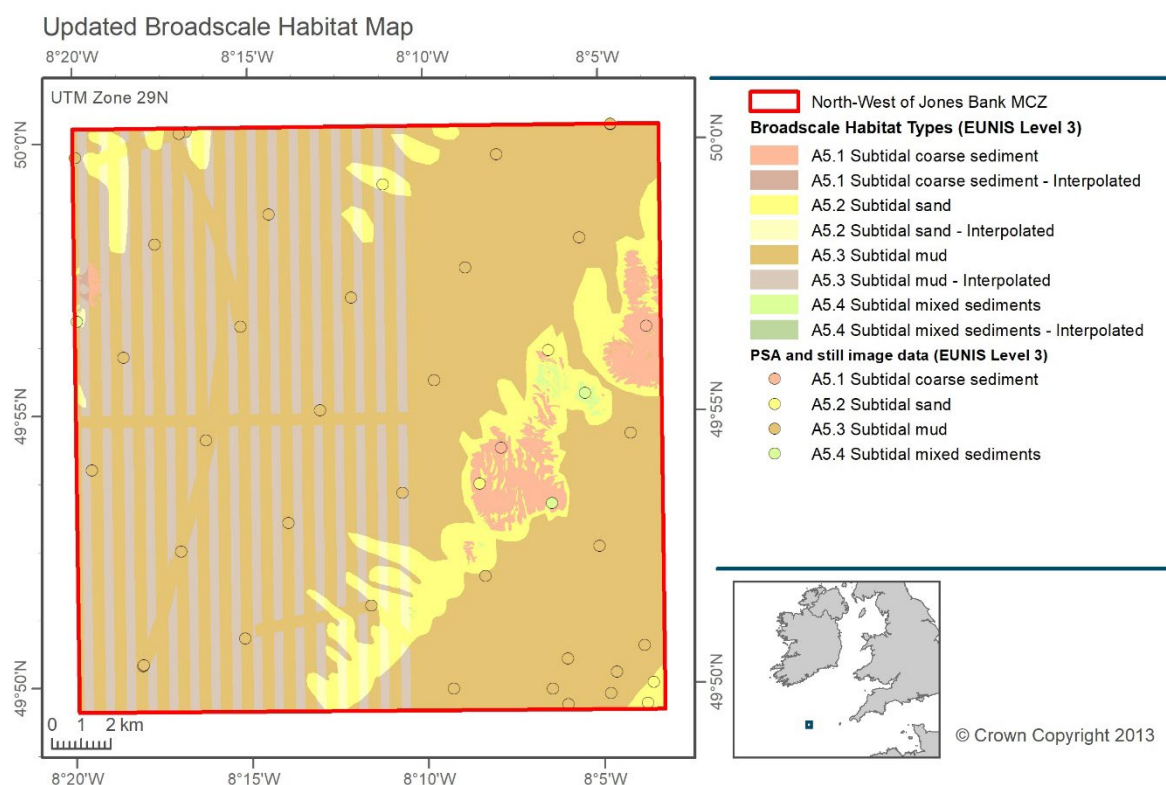 Updated Broadscale Habitat Map
8°20'W 8°15'W 8°10'W 8°5'W
UTM Zone 29N
50°0'N
50°0'N
49°55'N
49°55'N
49°50'N
49°50'N
0 1 2 km
8°20'W 8°15'W 8°10'W 8°5'W
North-West of Jones Bank MCZ
Broadscale Habitat Types (EUNIS Level 3)
A5.1 Subtidal coarse sediment
A5.1 Subtidal coarse sediment - Interpolated
A5.2 Subtidal sand
A5.2 Subtidal sand - Interpolated
A5.3 Subtidal mud
A5.3 Subtidal mud - Interpolated
A5.4 Subtidal mixed sediments
A5.4 Subtidal mixed sediments - Interpolated
PSA and still image data (EUNIS Level 3)
A5.1 Subtidal coarse sediment
A5.2 Subtidal sand
A5.3 Subtidal mud
A5.4 Subtidal mixed sediments
© Crown Copyright 2013